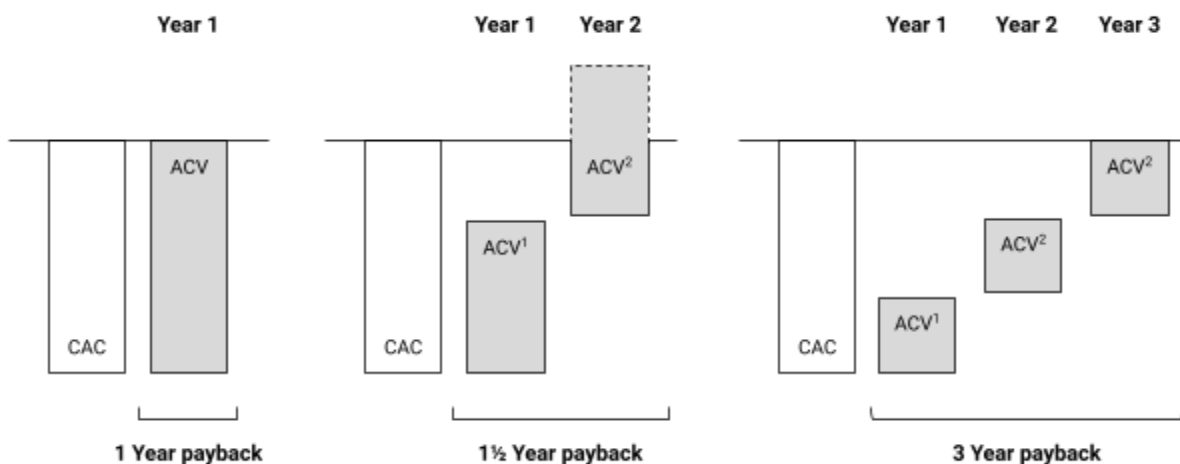 Year 1
Year 1 Year 2
Year 1 Year 2 Year 3
ACV
CAC
ACV²
ACV¹
CAC
ACV²
ACV²
ACV¹
CAC
1 Year payback
1½ Year payback
3 Year payback